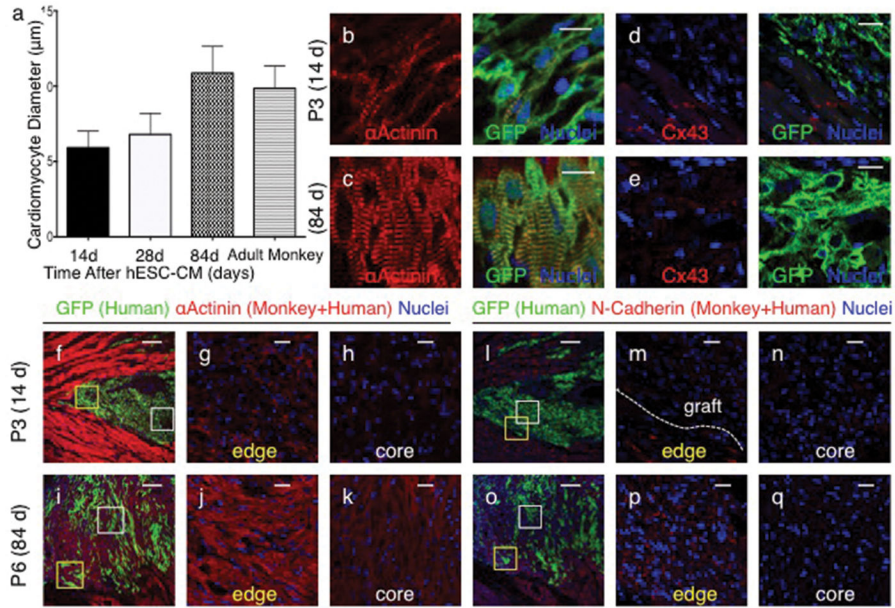 a
Cardiomyocyte Diameter (µm)
0
5
0
14d 28d 84d Adult Monkey
Time After hESC-CM (days)
P3 (14 d)
b
αActinin
GFP Nuclei
d
Cx43
GFP Nuclei
(84 d)
c
αActinin
GFP Nuclei
e
Cx43
GFP Nuclei
GFP (Human) αActinin (Monkey+Human) Nuclei
GFP (Human) N-Cadherin (Monkey+Human) Nuclei
P3 (14 d)
f
g
edge
h
core
l
m
graft
edge
n
core
P6 (84 d)
i
j
edge
k
core
o
p
edge
q
core